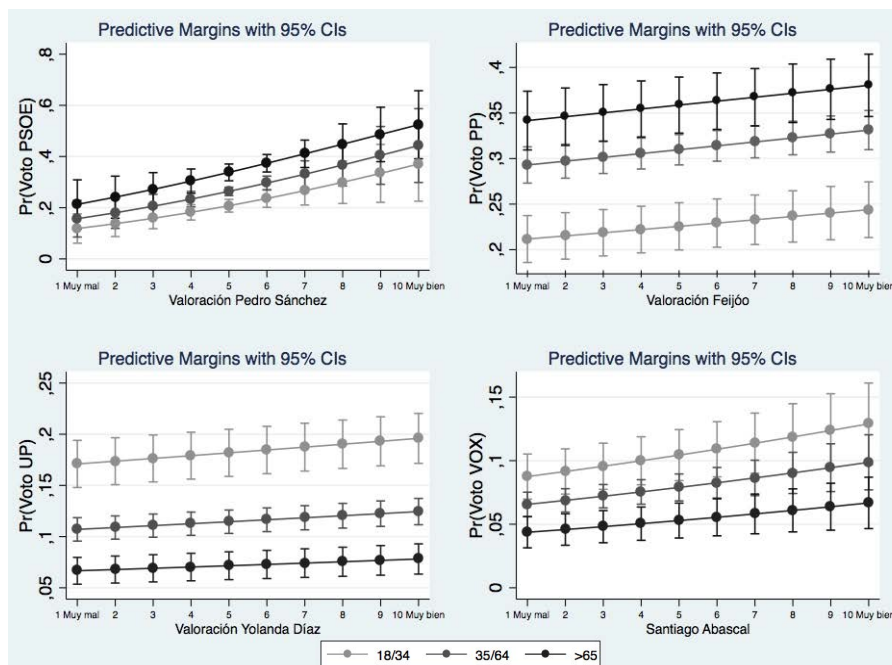 Predictive Margins with 95% CIs
Pr(Voto PSOE)
,8
,6
,4
,2
0
1 Muy mal 2 3 4 5 6 7 8 9 10 Muy bien
Valoración Pedro Sánchez
Predictive Margins with 95% CIs
Pr(Voto PP)
,4
,35
,3
,25
,2
1 Muy mal 2 3 4 5 6 7 8 9 10 Muy bien
Valoración Feijóo
Predictive Margins with 95% CIs
Pr(Voto UP)
,25
,2
,15
,1
,05
1 Muy mal 2 3 4 5 6 7 8 9 10 Muy bien
Valoración Yolanda Díaz
Predictive Margins with 95% CIs
Pr(Voto VOX)
,15
,1
,05
0
1 Muy mal 2 3 4 5 6 7 8 9 10 Muy bien
Santiago Abascal
18/34 35/64 >65